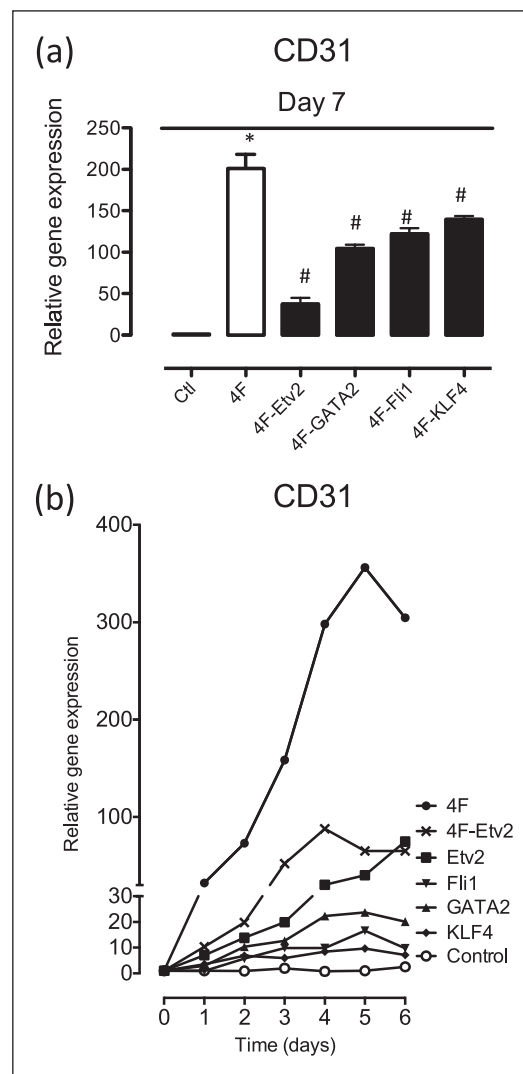 (a)
CD31
Day 7
Relative gene expression
250
200
150
100
50
0
*
#
#
#
#
Ctl
4F
4F-Etv2
4F-GATA2
4F-Fli1
4F-KLF4
(b)
CD31
Relative gene expression
400
300
200
100
30
20
10
0
4F
4F-Etv2
Etv2
Fli1
GATA2
KLF4
Control
0 1 2 3 4 5 6
Time (days)